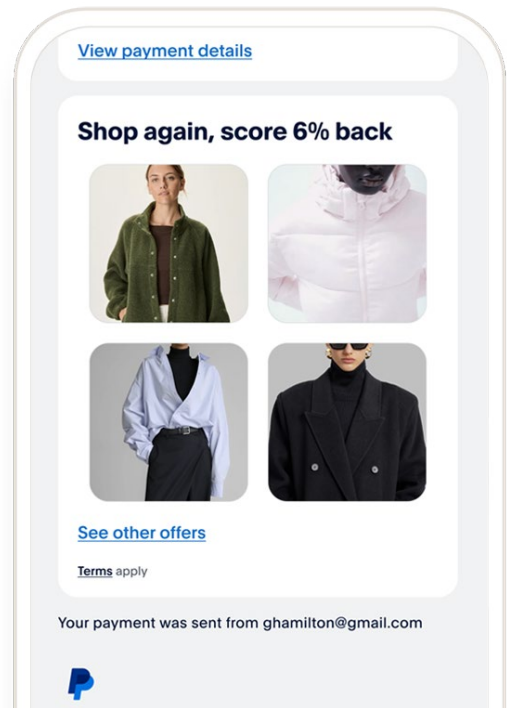 View payment details
Shop again, score 6% back
See other offers
Terms apply
Your payment was sent from ghamilton@gmail.com